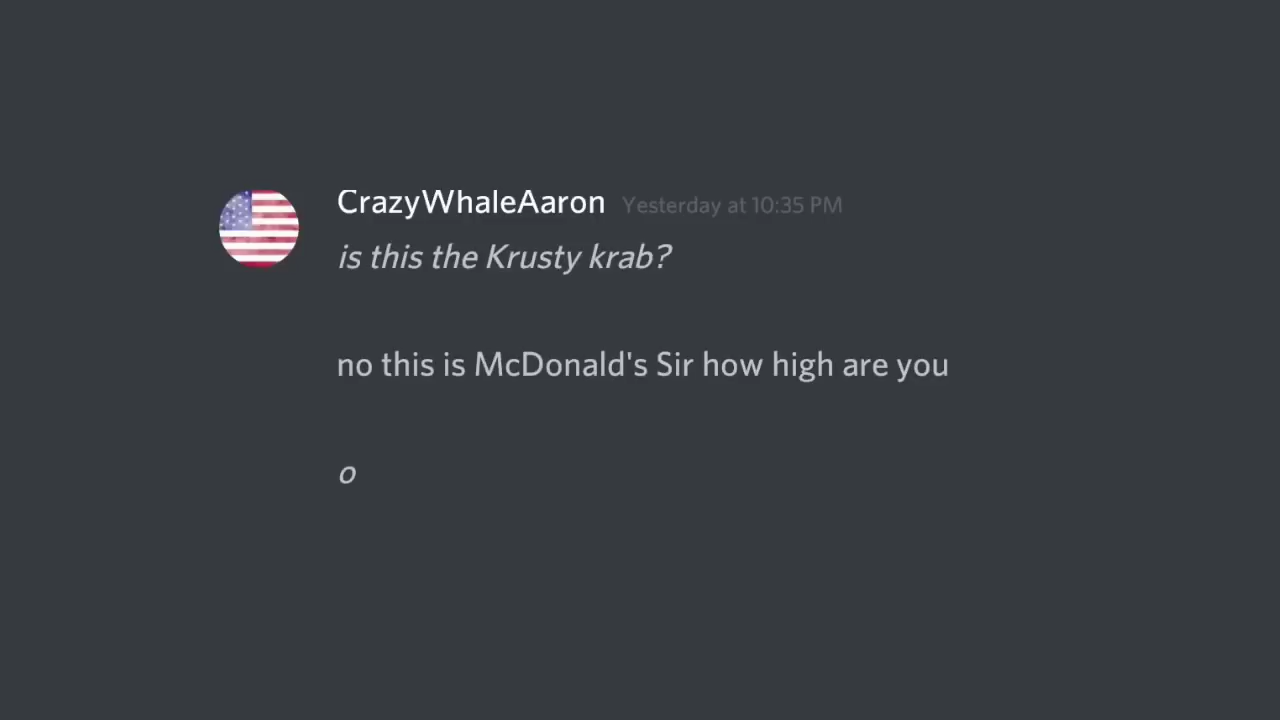 CrazyWhaleAaron Yesterday at 10:35 PM
is this the Krusty krab?
no this is McDonald's Sir how high are you
o